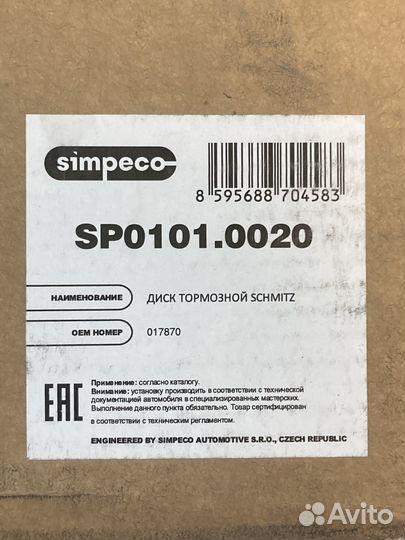 simpeco
8 595688 704583
SP0101.0020
НАИМЕНОВАНИЕ ДИСК ТОРМОЗНОЙ SCHMITZ
OEM НОМЕР 017870
EAC
Применение: согласно каталогу.
Внимание: установку производить в соответствии с технической
документацией автомобиля в специализированных мастерских.
Выполнение данного пункта обязательно. Товар сертифицирован
в соответствии с техническим регламентом.
ENGINEERED BY SIMPECO AUTOMOTIVE S.R.O., CZECH REPUBLIC
Avito